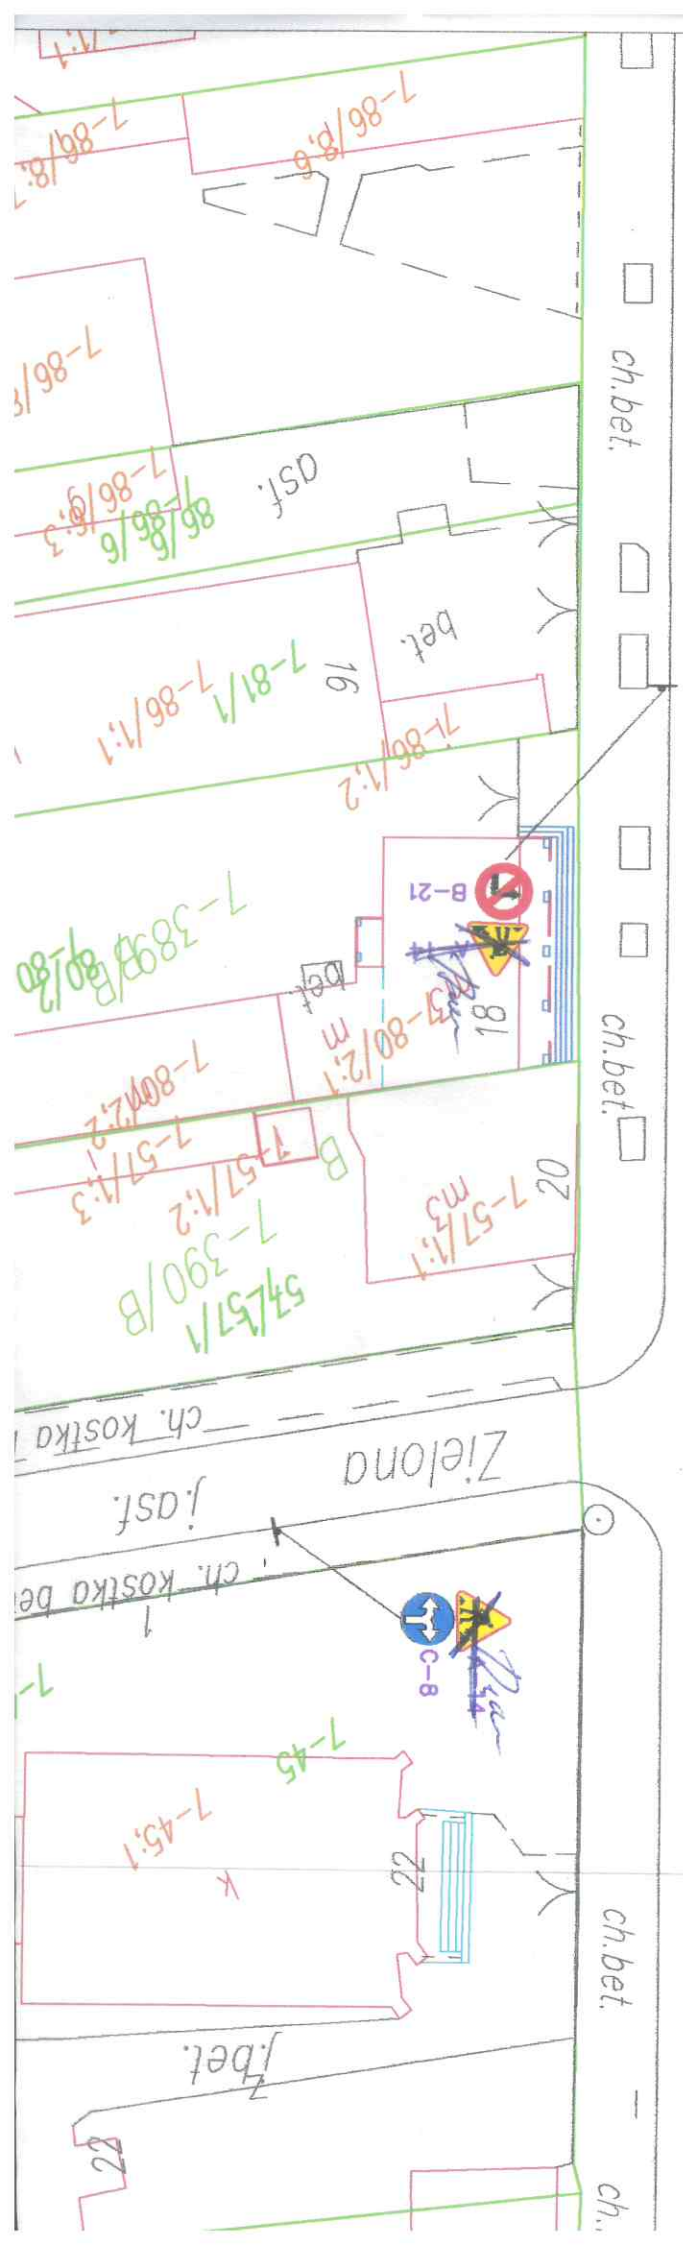 7-86/8;6
ch.bet.
7-86/8
asf.
7-86/6;3
86/6
bet.
16
7-81/1
7-86/1;1
7-86/1;2
B-21
7-389/B
80/2
bet.
m
18
m3
7-80/2;1
7-80/2;2
ch.bet.
7-57/1;3
7-57/1;2
B
20
7-57/1;1
m3
7-390/B
57/1
ch. kostka
Zielona
j.asf.
ch. kostka be
C-8
7-45
7-45;1
k
22
ch.bet.
j.bet.
22
ch.